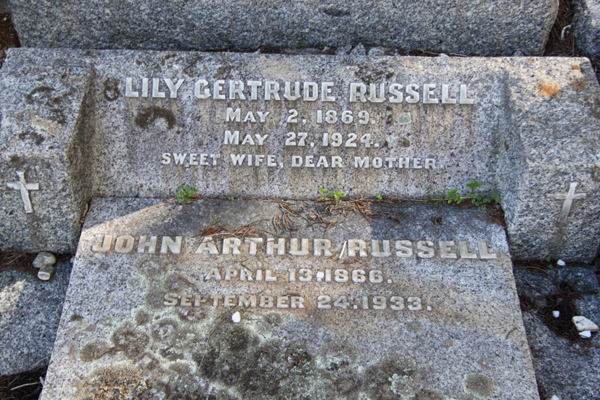 LILY GERTRUDE RUSSELL
MAY 2, 1869.
MAY 27, 1924.
SWEET WIFE, DEAR MOTHER.
JOHN ARTHUR RUSSELL
APRIL 13, 1866.
SEPTEMBER 24, 1933.